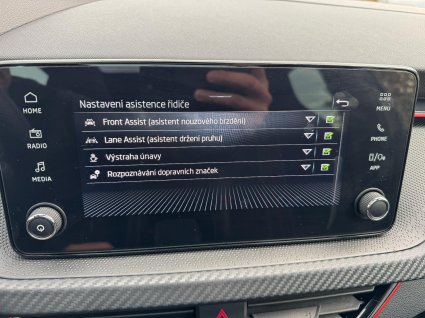 Nastavení asistence řidiče
Front Assist (asistent nouzového brzdění)
Lane Assist (asistent držení pruhu)
Výstraha únavy
Rozpoznávání dopravních značek
HOME
RADIO
MEDIA
MENU
PHONE
APP